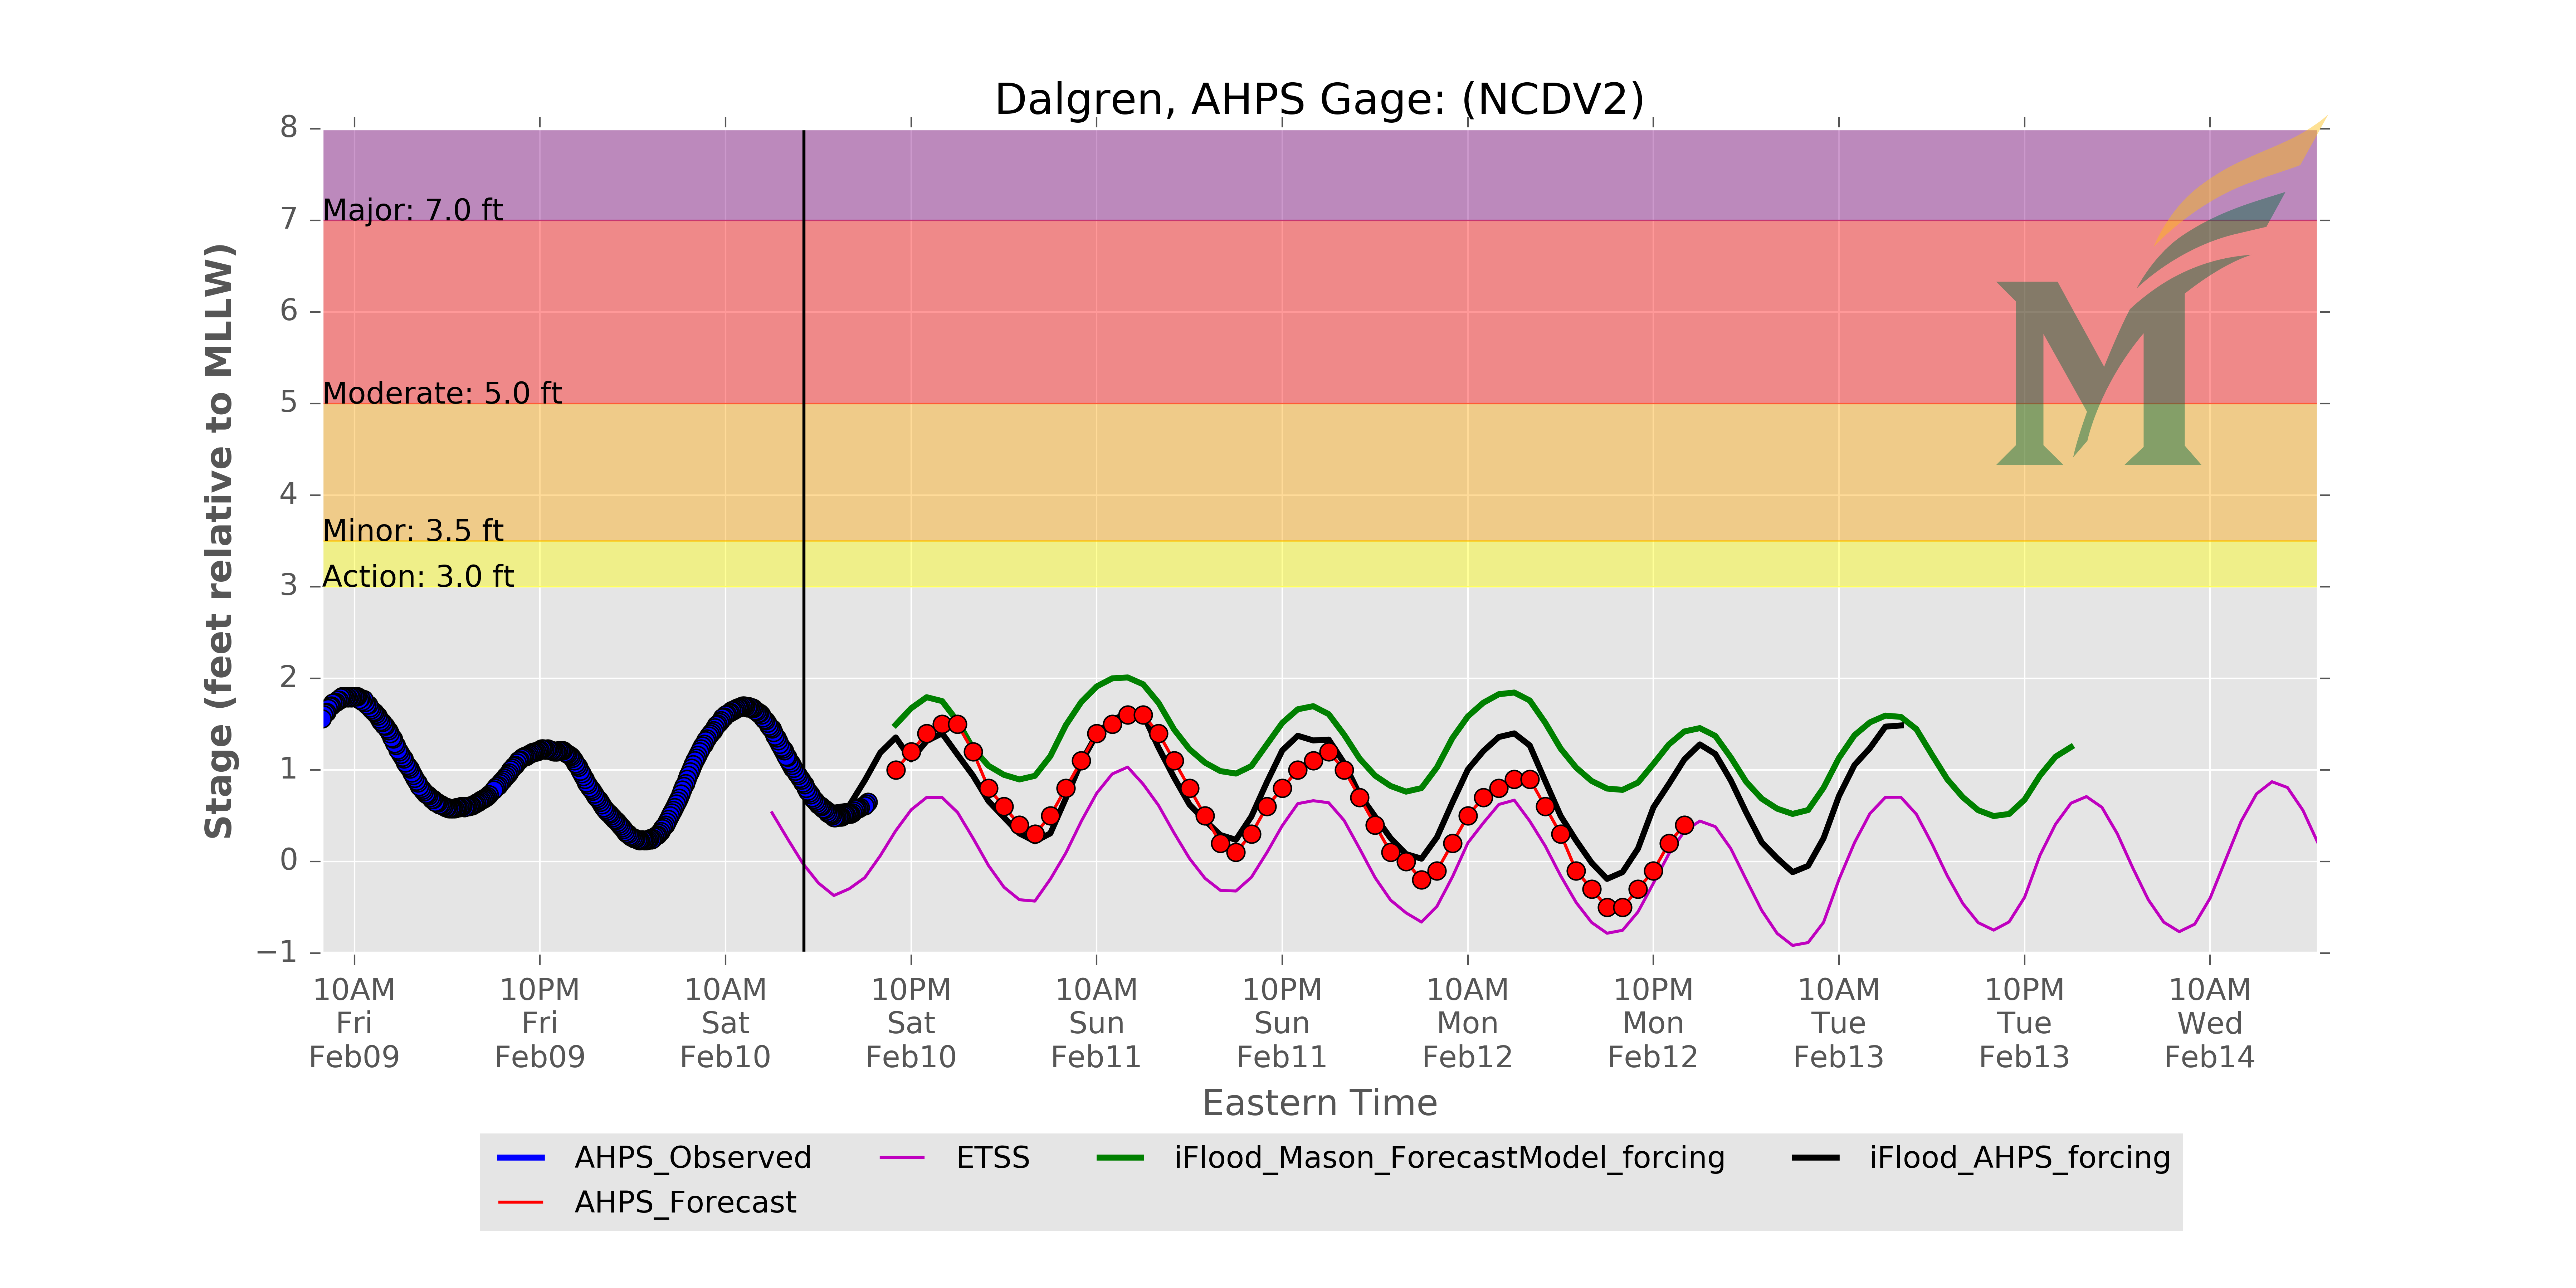 Dalgren, AHPS Gage: (NCDV2)
8
7
6
5
4
3
2
1
0
−1
Stage (feet relative to MLLW)
Major: 7.0 ft
Moderate: 5.0 ft
Minor: 3.5 ft
Action: 3.0 ft
M
10AM
Fri
Feb09
10PM
Fri
Feb09
10AM
Sat
Feb10
10PM
Sat
Feb10
10AM
Sun
Feb11
10PM
Sun
Feb11
10AM
Mon
Feb12
10PM
Mon
Feb12
10AM
Tue
Feb13
10PM
Tue
Feb13
10AM
Wed
Feb14
Eastern Time
AHPS_Observed
AHPS_Forecast
ETSS
iFlood_Mason_ForecastModel_forcing
iFlood_AHPS_forcing